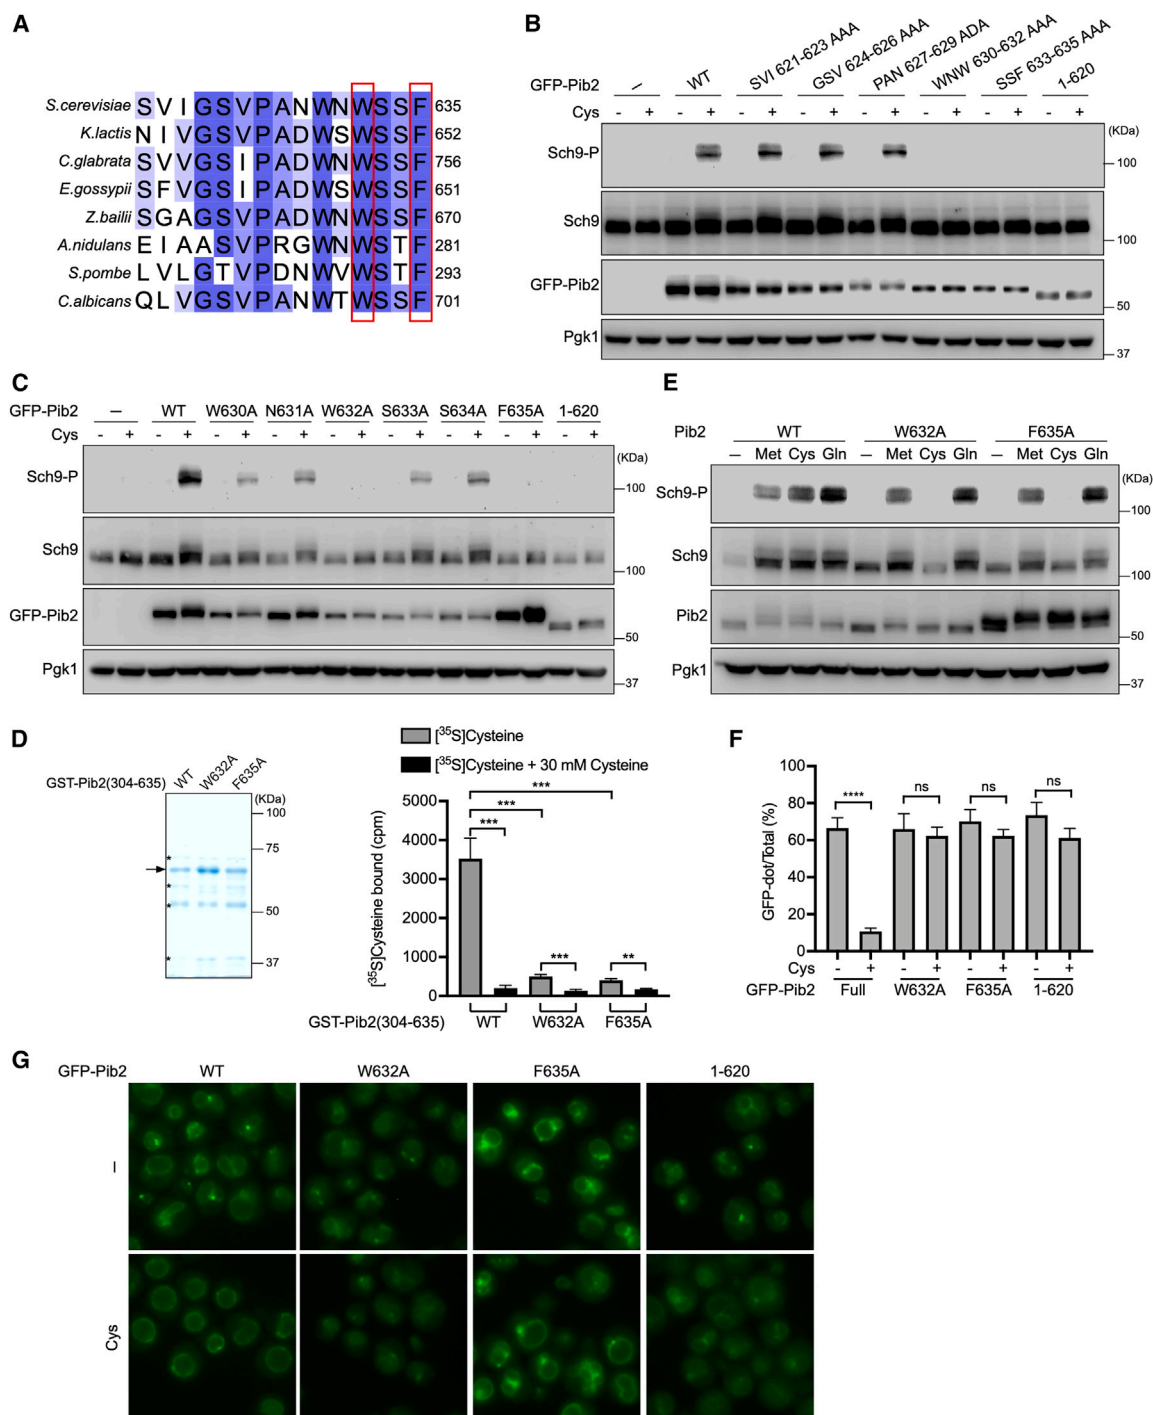 A
S.cerevisiae SVIGSVPANWNWSSF 635
K.lactis NIVGSVPADWSWSSF 652
C.glabrata SVVGSIPADWNWSSF 756
E.gossypii SFVGSIPADWSWSSF 651
Z.bailii SGAGSVPADWNWSSF 670
A.nidulans EIAASVPRGWNWSTF 281
S.pombe LVLGTVPDNWVWSTF 293
C.albicans QLVGSVPANWTWSSF 701
B
GFP-Pib2 – WT SVI 621-623 AAA GSV 624-626 AAA PAN 627-629 ADA WNW 630-632 AAA SSF 633-635 AAA 1-620
Cys - + - + - + - + - + - + - + - +
(KDa)
Sch9-P 100
Sch9 100
GFP-Pib2 50
Pgk1 37
C
GFP-Pib2 – WT W630A N631A W632A S633A S634A F635A 1-620
Cys - + - + - + - + - + - + - + - + - +
(KDa)
Sch9-P 100
Sch9 100
GFP-Pib2 50
Pgk1 37
E
Pib2 WT W632A F635A
– Met Cys Gln – Met Cys Gln – Met Cys Gln
(KDa)
Sch9-P 100
Sch9 100
Pib2 50
Pgk1 37
D
GST-Pib2(304-635) WT W632A F635A
(KDa)
100
75
50
37
*
*
*
*
[³⁵S]Cysteine
[³⁵S]Cysteine + 30 mM Cysteine
[³⁵S]Cysteine bound (cpm)
5000
4000
3000
2000
1000
0
***
***
***
***
**
GST-Pib2(304-635) WT W632A F635A
F
GFP-dot/Total (%)
100
80
60
40
20
0
**** ns ns ns
Cys - + - + - + - +
GFP-Pib2 Full W632A F635A 1-620
G
GFP-Pib2 WT W632A F635A 1-620
–
Cys